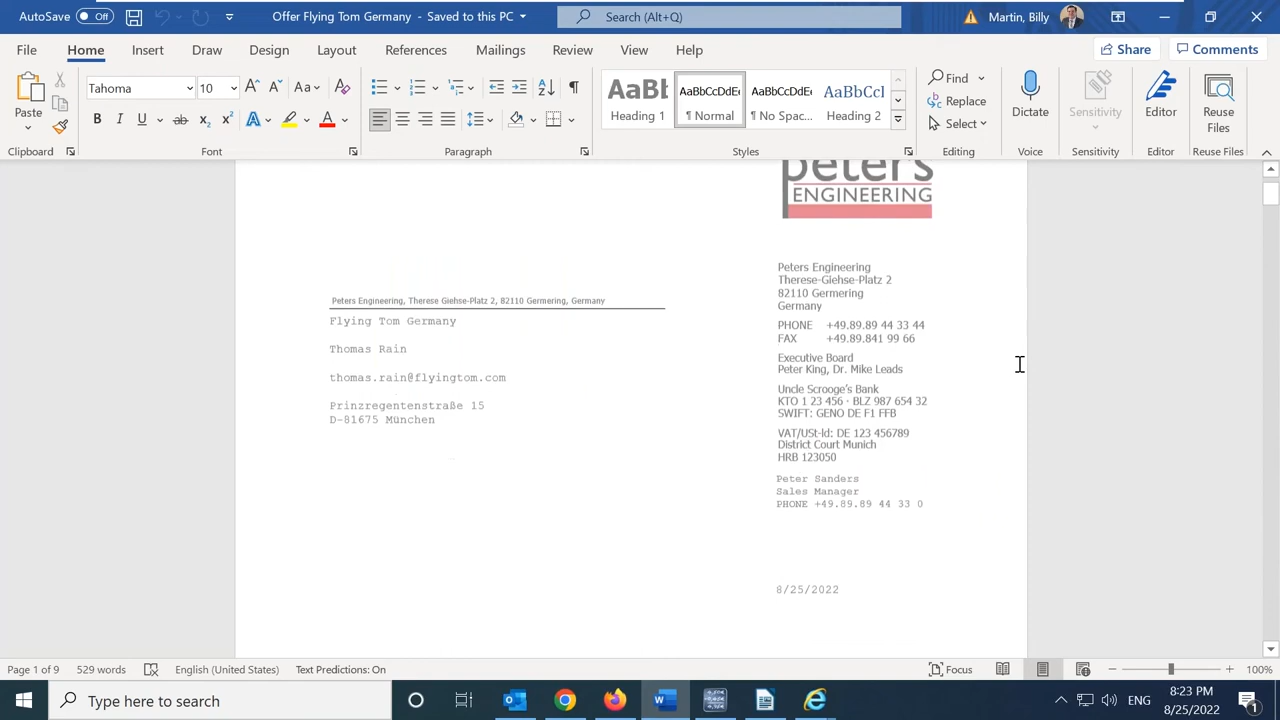 AutoSave Off Offer Flying Tom Germany - Saved to this PC Search (Alt+Q) Martin, Billy
File Home Insert Draw Design Layout References Mailings Review View Help Share Comments
Paste
Clipboard
Tahoma 10
Aa
Font
Paragraph
AaBb AaBbCcDdE AaBbCcDdE AaBbCcI
Heading 1 ¶ Normal ¶ No Spac... Heading 2
Styles
Find
Replace
Select
Editing
Dictate
Voice
Sensitivity
Sensitivity
Editor
Editor
Reuse
Files
Reuse Files
peters
ENGINEERING
Peters Engineering
Therese-Giehse-Platz 2
82110 Germering
Germany
PHONE +49.89.89 44 33 44
FAX +49.89.841 99 66
Executive Board
Peter King, Dr. Mike Leads
Uncle Scrooge's Bank
KTO 1 23 456 · BLZ 987 654 32
SWIFT: GENO DE F1 FFB
VAT/USt-Id: DE 123 456789
District Court Munich
HRB 123050
Peter Sanders
Sales Manager
PHONE +49.89.89 44 33 0
8/25/2022
Peters Engineering, Therese Giehse-Platz 2, 82110 Germering, Germany
Flying Tom Germany
Thomas Rain
thomas.rain@flyingtom.com
Prinzregentenstraße 15
D-81675 München
Page 1 of 9 529 words English (United States) Text Predictions: On Focus 100%
Type here to search
ENG
8:23 PM
8/25/2022
1